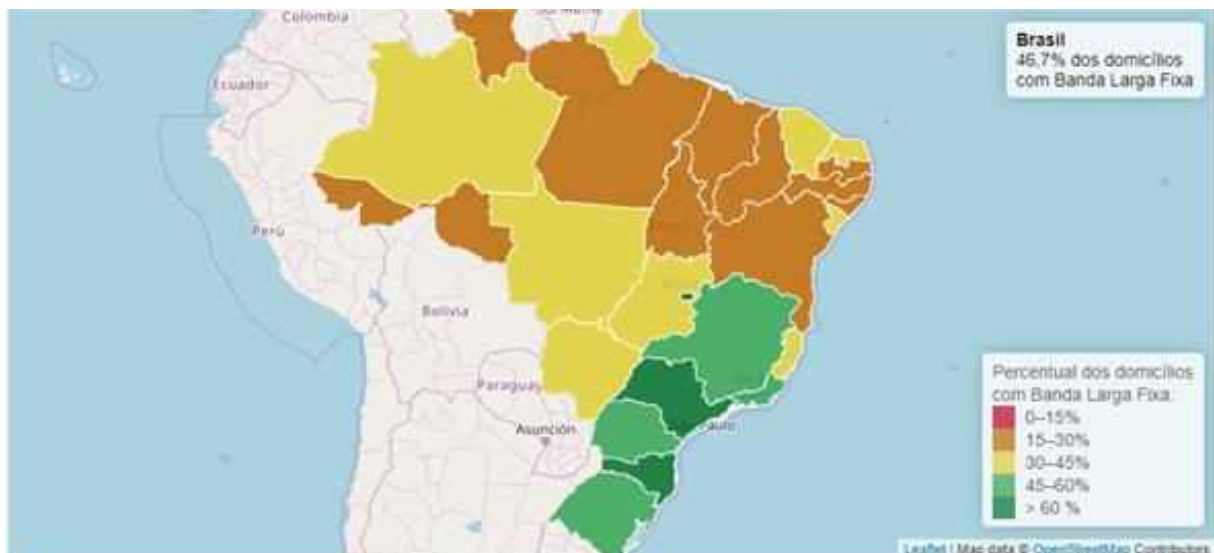 Colombia
Ecuador
Perú
Bolivia
Paraguay
Asunción
Paulo
Brasil
46,7% dos domicílios
com Banda Larga Fixa
Percentual dos domicílios
com Banda Larga Fixa
0–15%
15–30%
30–45%
45–60%
> 60 %
Leaflet | Map data © OpenStreetMap Contributors